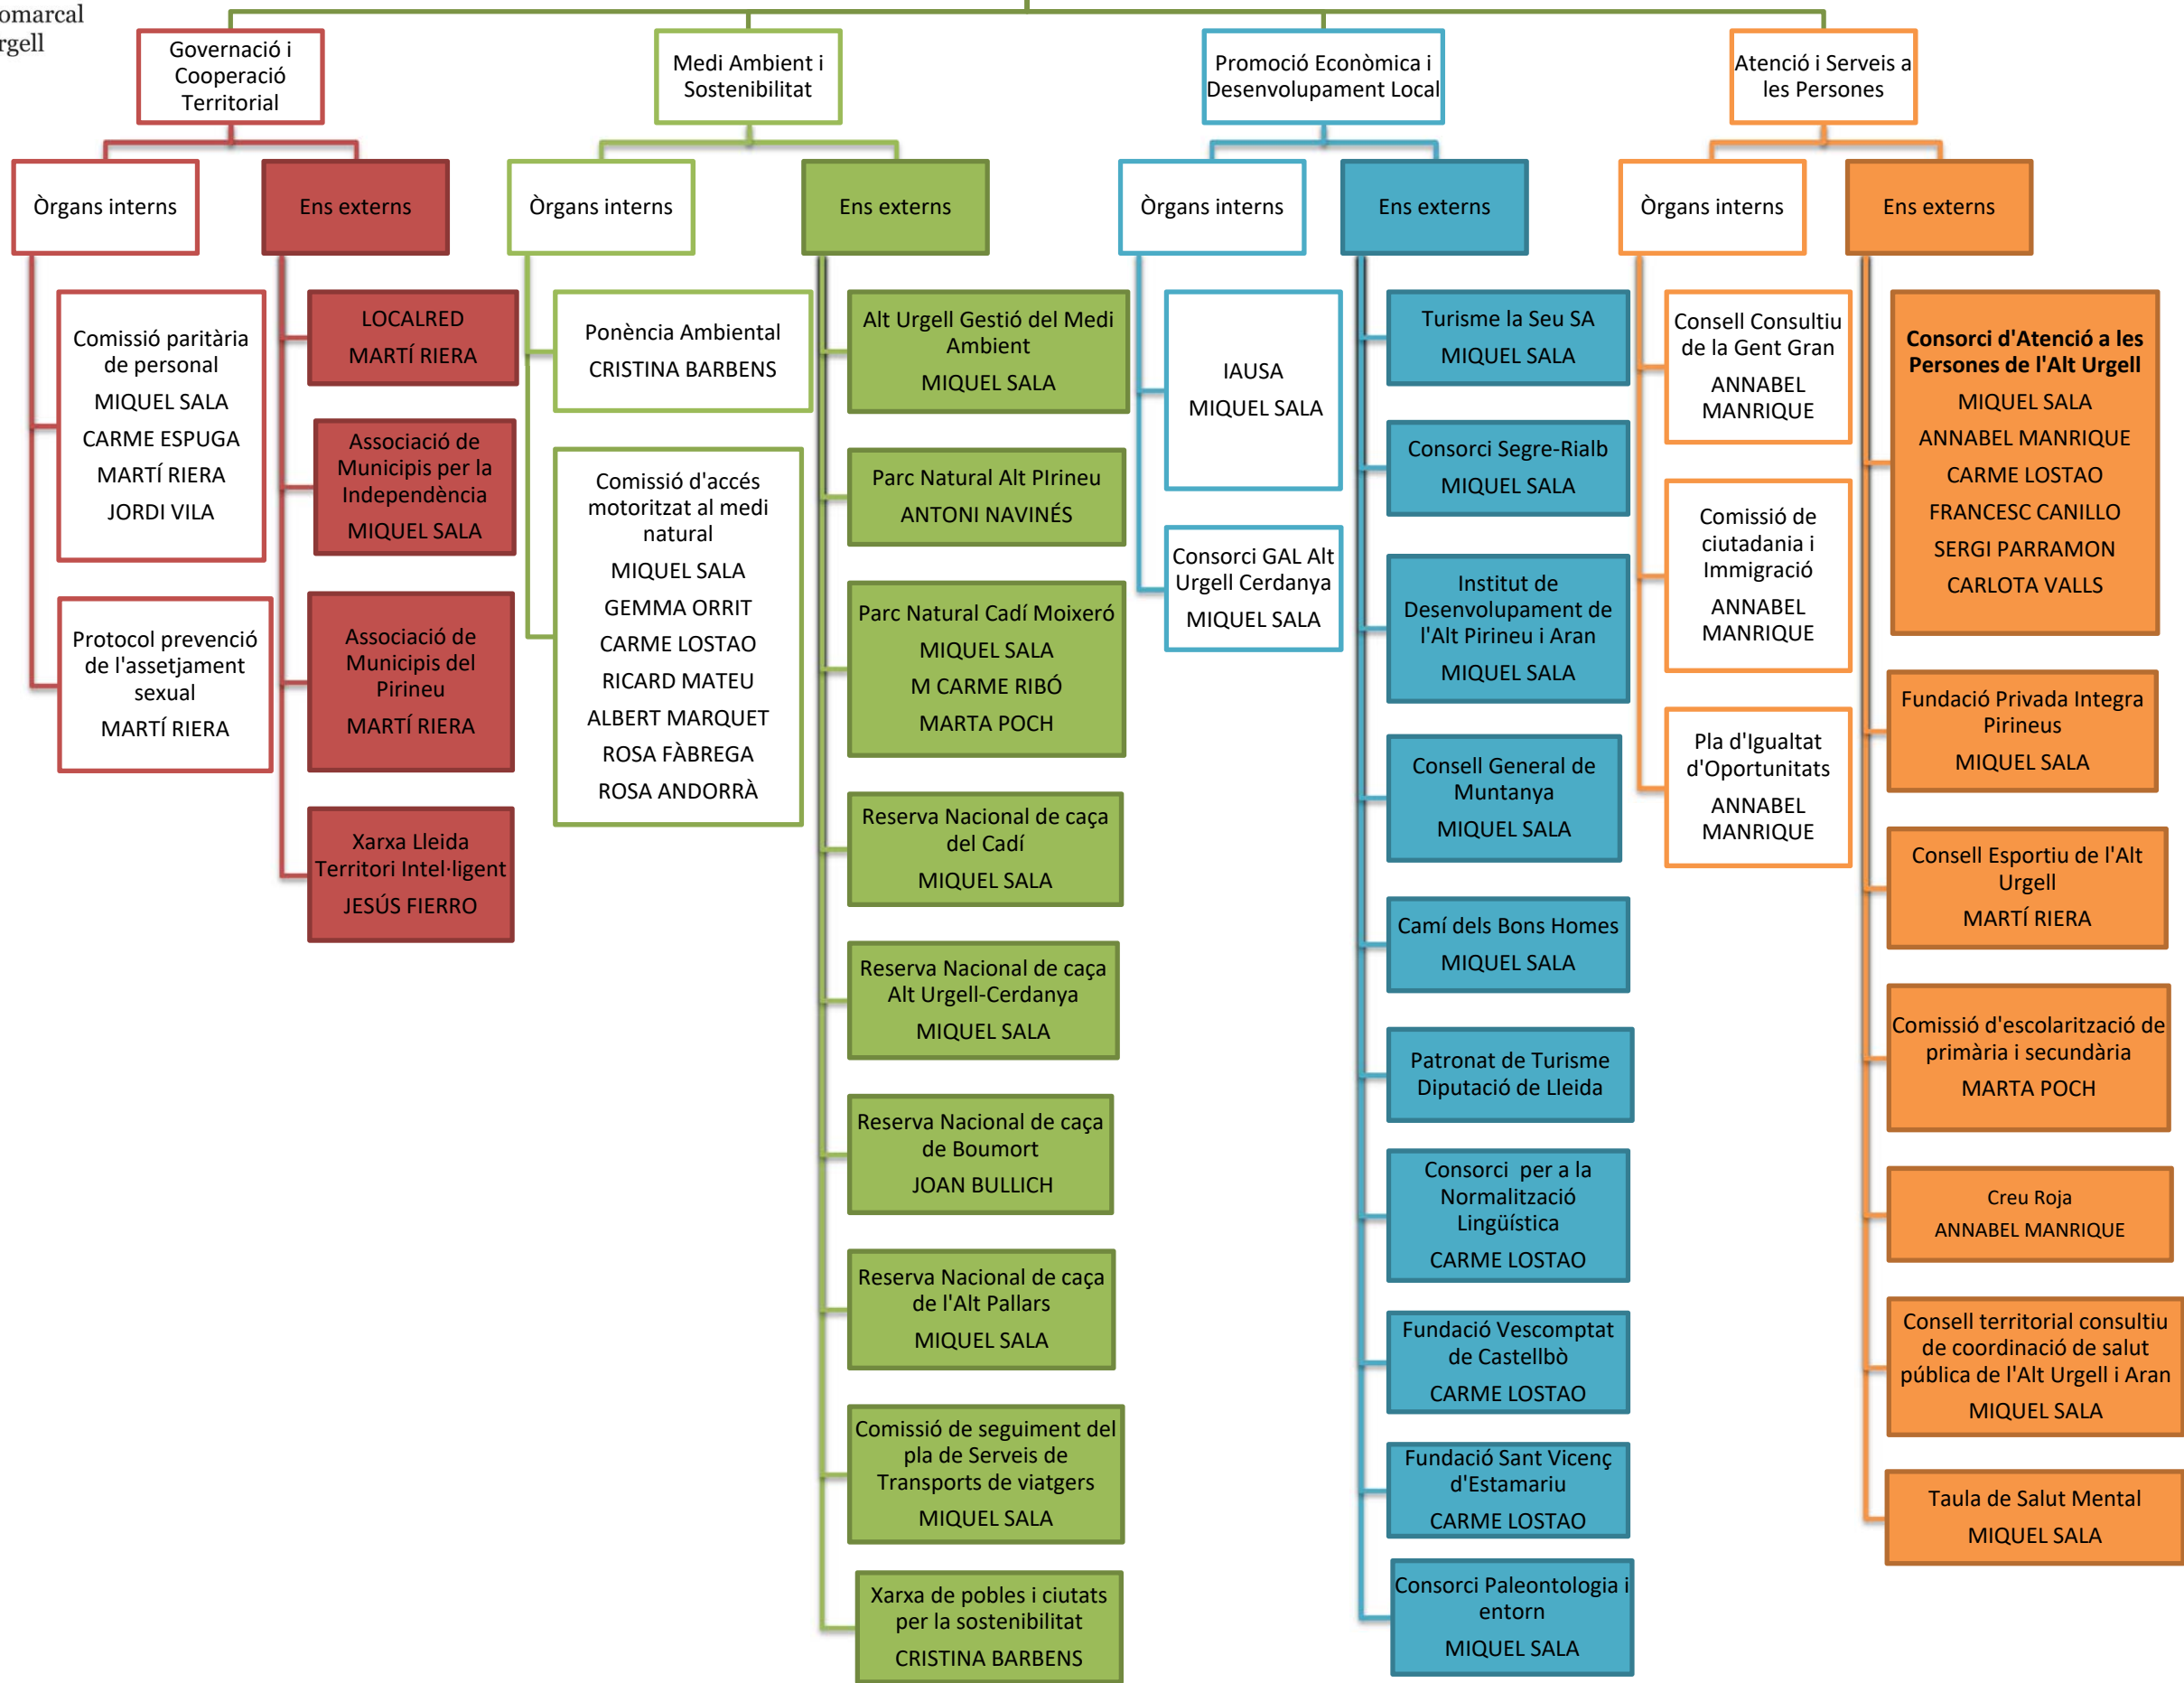 omarcal
rgell
Governació i
Cooperació
Territorial
Òrgans interns
Comissió paritària
de personal
MIQUEL SALA
CARME ESPUGA
MARTÍ RIERA
JORDI VILA
Protocol prevenció
de l'assetjament
sexual
MARTÍ RIERA
Ens externs
LOCALRED
MARTÍ RIERA
Associació de
Municipis per la
Independència
MIQUEL SALA
Associació de
Municipis del
Pirineu
MARTÍ RIERA
Xarxa Lleida
Territori Intel·ligent
JESÚS FIERRO
Medi Ambient i
Sostenibilitat
Òrgans interns
Ponència Ambiental
CRISTINA BARBENS
Comissió d'accés
motoritzat al medi
natural
MIQUEL SALA
GEMMA ORRIT
CARME LOSTAO
RICARD MATEU
ALBERT MARQUET
ROSA FÀBREGA
ROSA ANDORRÀ
Ens externs
Alt Urgell Gestió del Medi
Ambient
MIQUEL SALA
Parc Natural Alt PIrineu
ANTONI NAVINÉS
Parc Natural Cadí Moixeró
MIQUEL SALA
M CARME RIBÓ
MARTA POCH
Reserva Nacional de caça
del Cadí
MIQUEL SALA
Reserva Nacional de caça
Alt Urgell-Cerdanya
MIQUEL SALA
Reserva Nacional de caça
de Boumort
JOAN BULLICH
Reserva Nacional de caça
de l'Alt Pallars
MIQUEL SALA
Comissió de seguiment del
pla de Serveis de
Transports de viatgers
MIQUEL SALA
Xarxa de pobles i ciutats
per la sostenibilitat
CRISTINA BARBENS
Promoció Econòmica i
Desenvolupament Local
Òrgans interns
IAUSA
MIQUEL SALA
Consorci GAL Alt
Urgell Cerdanya
MIQUEL SALA
Ens externs
Turisme la Seu SA
MIQUEL SALA
Consorci Segre-Rialb
MIQUEL SALA
Institut de
Desenvolupament de
l'Alt Pirineu i Aran
MIQUEL SALA
Consell General de
Muntanya
MIQUEL SALA
Camí dels Bons Homes
MIQUEL SALA
Patronat de Turisme
Diputació de Lleida
Consorci per a la
Normalització
Lingüística
CARME LOSTAO
Fundació Vescomptat
de Castellbò
CARME LOSTAO
Fundació Sant Vicenç
d'Estamariu
CARME LOSTAO
Consorci Paleontologia i
entorn
MIQUEL SALA
Atenció i Serveis a
les Persones
Òrgans interns
Consell Consultiu
de la Gent Gran
ANNABEL
MANRIQUE
Comissió de
ciutadania i
Immigració
ANNABEL
MANRIQUE
Pla d'Igualtat
d'Oportunitats
ANNABEL
MANRIQUE
Ens externs
Consorci d'Atenció a les
Persones de l'Alt Urgell
MIQUEL SALA
ANNABEL MANRIQUE
CARME LOSTAO
FRANCESC CANILLO
SERGI PARRAMON
CARLOTA VALLS
Fundació Privada Integra
Pirineus
MIQUEL SALA
Consell Esportiu de l'Alt
Urgell
MARTÍ RIERA
Comissió d'escolarització de
primària i secundària
MARTA POCH
Creu Roja
ANNABEL MANRIQUE
Consell territorial consultiu
de coordinació de salut
pública de l'Alt Urgell i Aran
MIQUEL SALA
Taula de Salut Mental
MIQUEL SALA